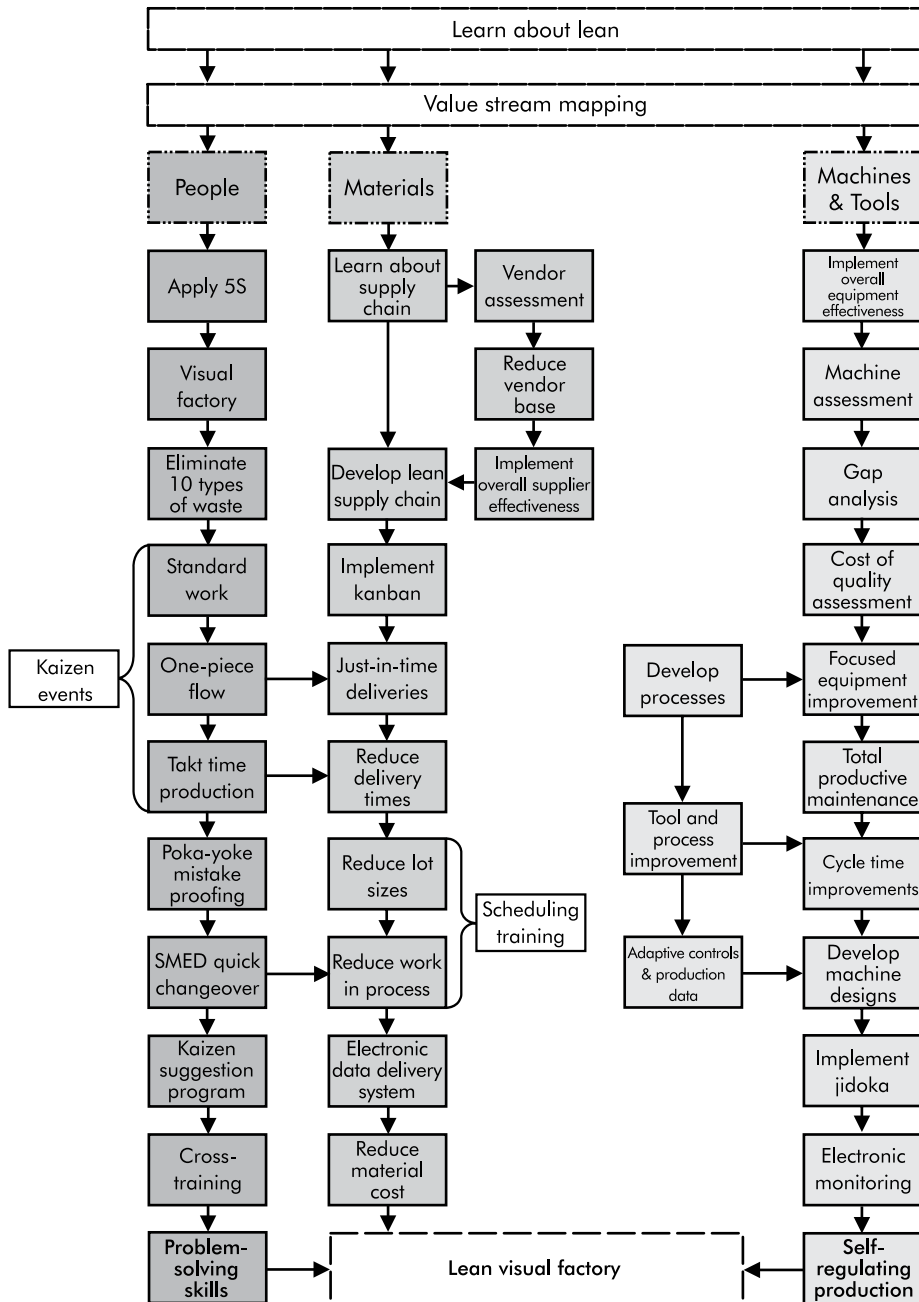 Learn about lean
Value stream mapping
People
Materials
Machines
& Tools
Apply 5S
Learn about
supply
chain
Vendor
assessment
Implement
overall
equipment
effectiveness
Visual
factory
Reduce
vendor
base
Machine
assessment
Eliminate
10 types
of waste
Develop lean
supply chain
Implement
overall supplier
effectiveness
Gap
analysis
Standard
work
Implement
kanban
Cost of
quality
assessment
Kaizen
events
One-piece
flow
Just-in-time
deliveries
Develop
processes
Focused
equipment
improvement
Takt time
production
Reduce
delivery
times
Total
productive
maintenance
Poka-yoke
mistake
proofing
Reduce lot
sizes
Scheduling
training
Tool and
process
improvement
Cycle time
improvements
SMED quick
changeover
Reduce work
in process
Adaptive controls
& production
data
Develop
machine
designs
Kaizen
suggestion
program
Electronic
data delivery
system
Implement
jidoka
Cross-
training
Reduce
material
cost
Electronic
monitoring
Problem-
solving
skills
Lean visual factory
Self-
regulating
production